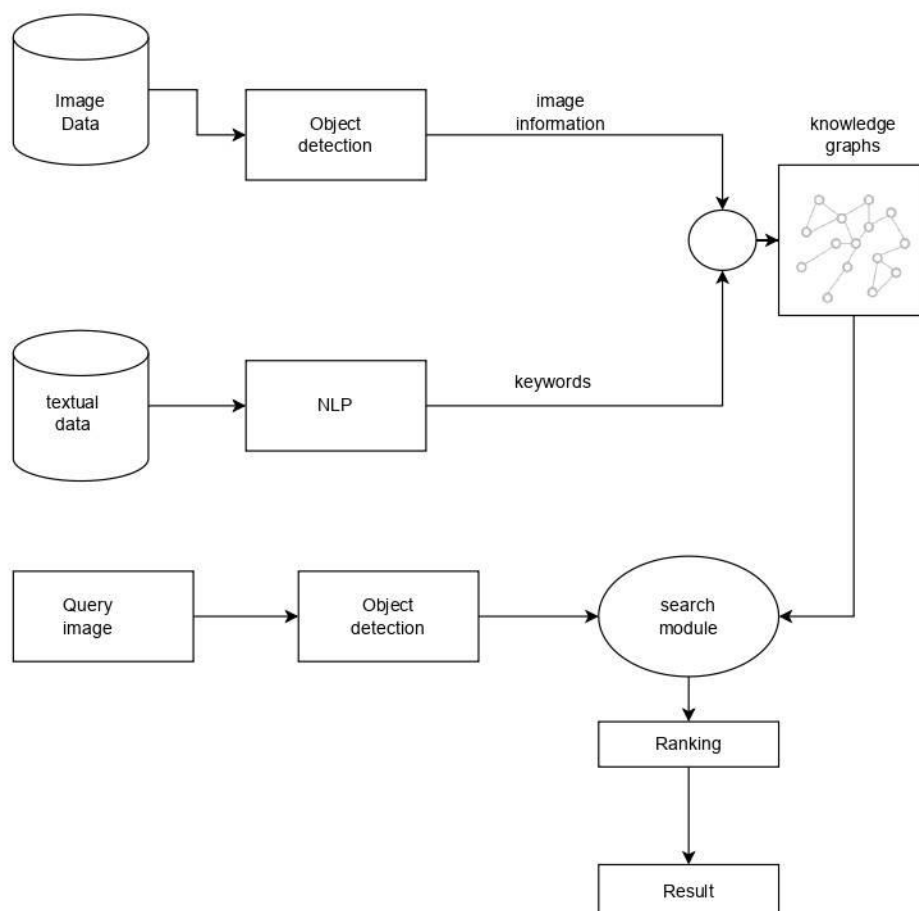 Image
Data
Object
detection
image
information
knowledge
graphs
textual
data
NLP
keywords
Query
image
Object
detection
search
module
Ranking
Result